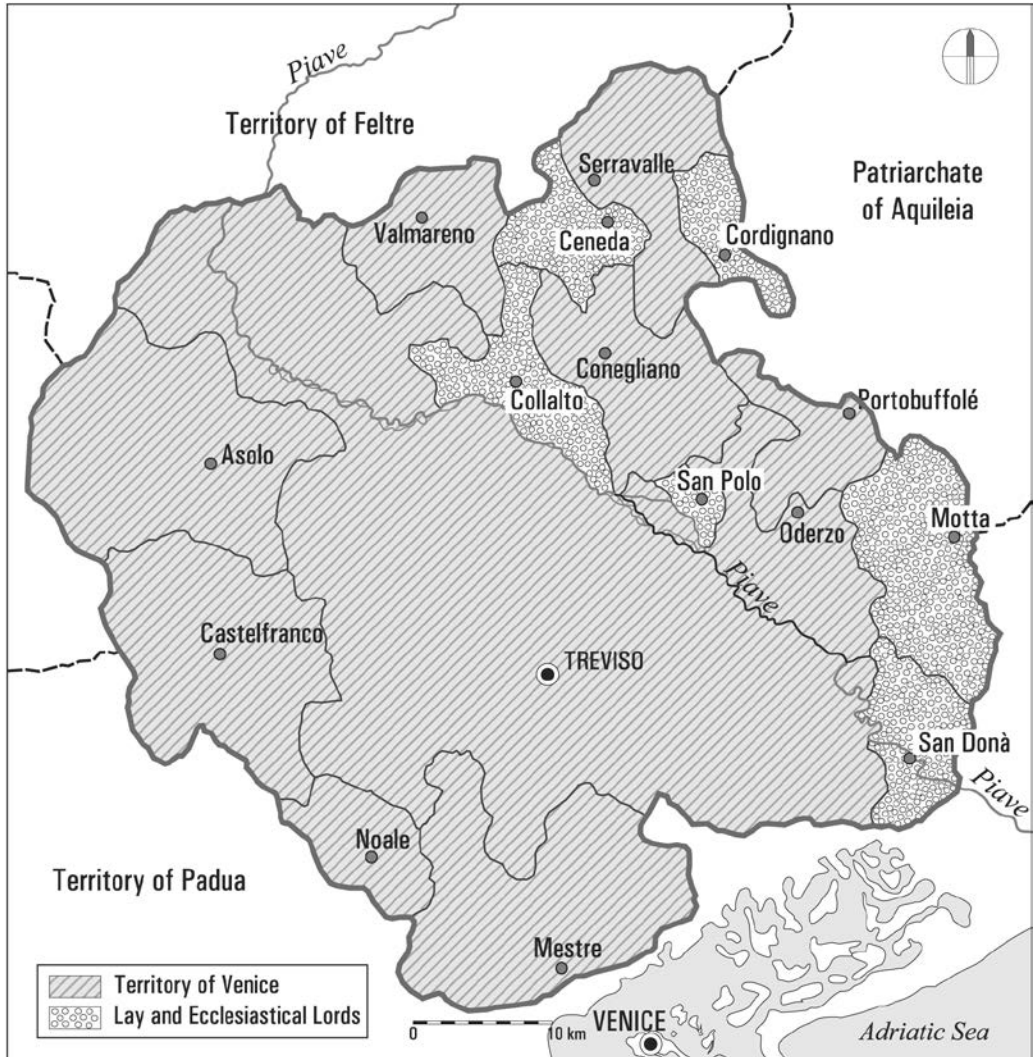 Piave
Territory of Feltre
Patriarchate
of Aquileia
Serravalle
Valmareno
Ceneda
Cordignano
Conegliano
Collalto
Portobuffolé
Asolo
San Polo
Oderzo
Motta
Piave
Castelfranco
TREVISO
San Donà
Piave
Noale
Territory of Padua
Mestre
Territory of Venice
Lay and Ecclesiastical Lords
0 10 km
VENICE
Adriatic Sea